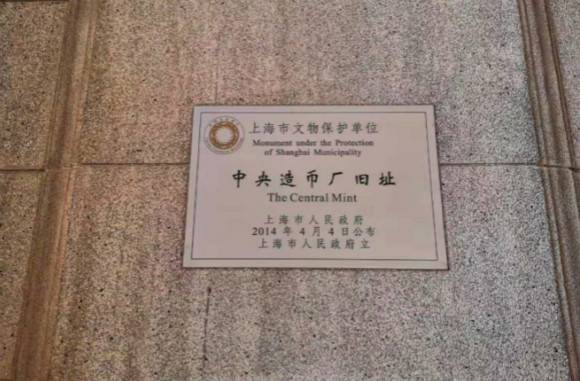 上海市文物保护单位
Monument under the Protection
of Shanghai Municipality
中央造币厂旧址
The Central Mint
上海市人民政府
2014 年 4 月 4 日公布
上海市人民政府立